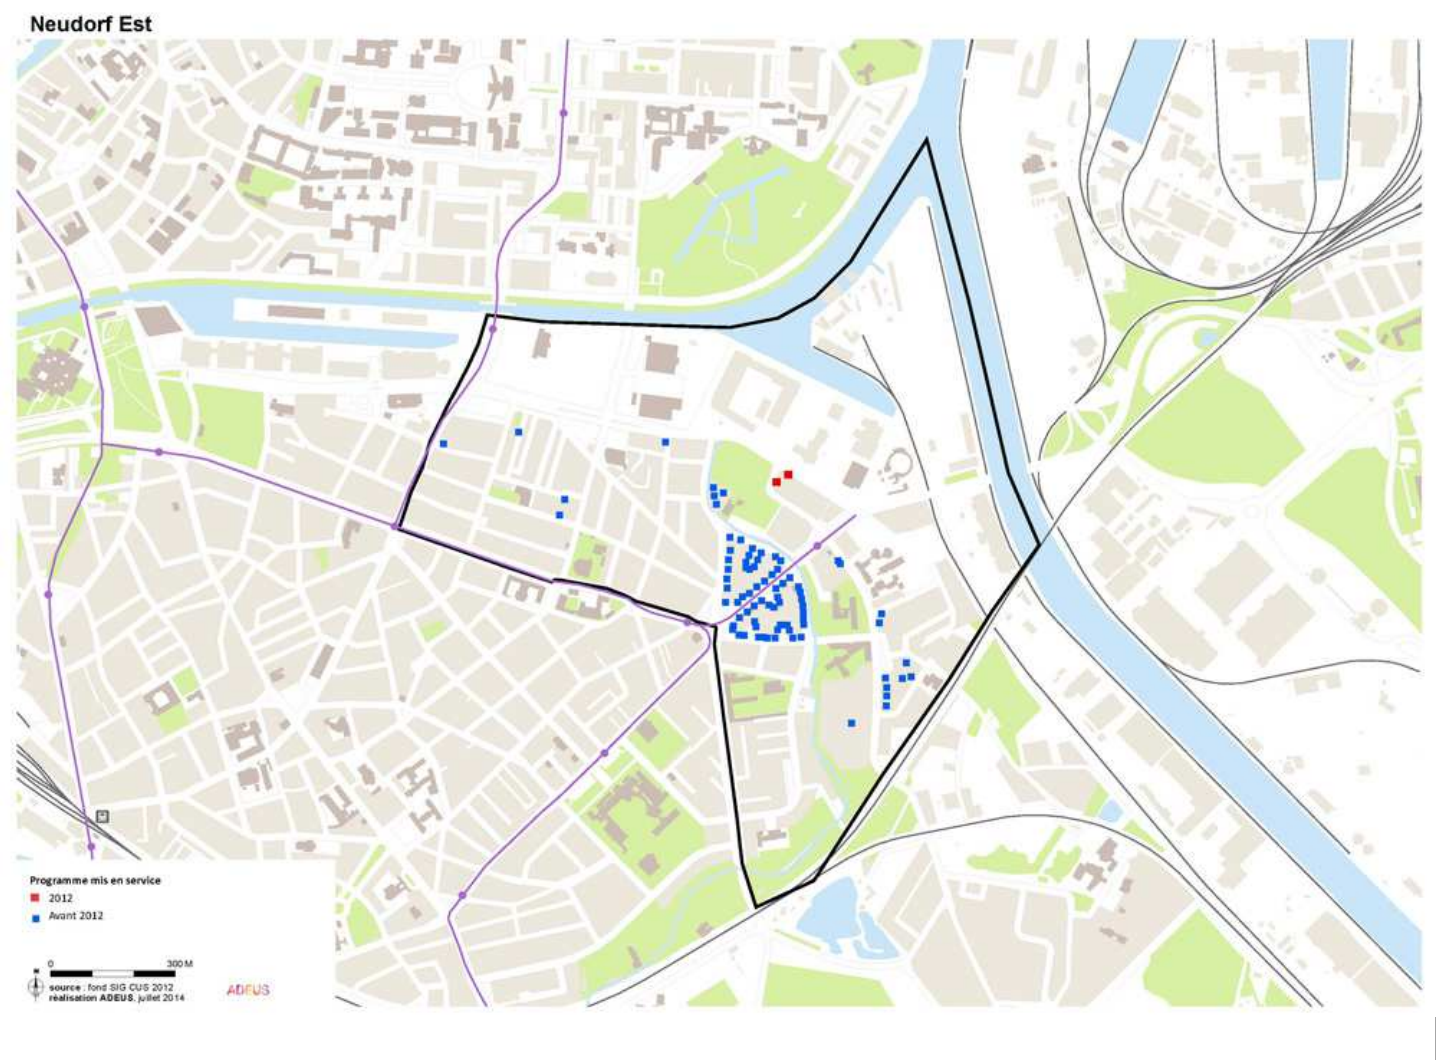 Neudorf Est
Programme mis en service
2012
Avant 2012
0 300 M
N
source : fond SIG CUS 2012
réalisation ADEUS, juillet 2014
ADEUS